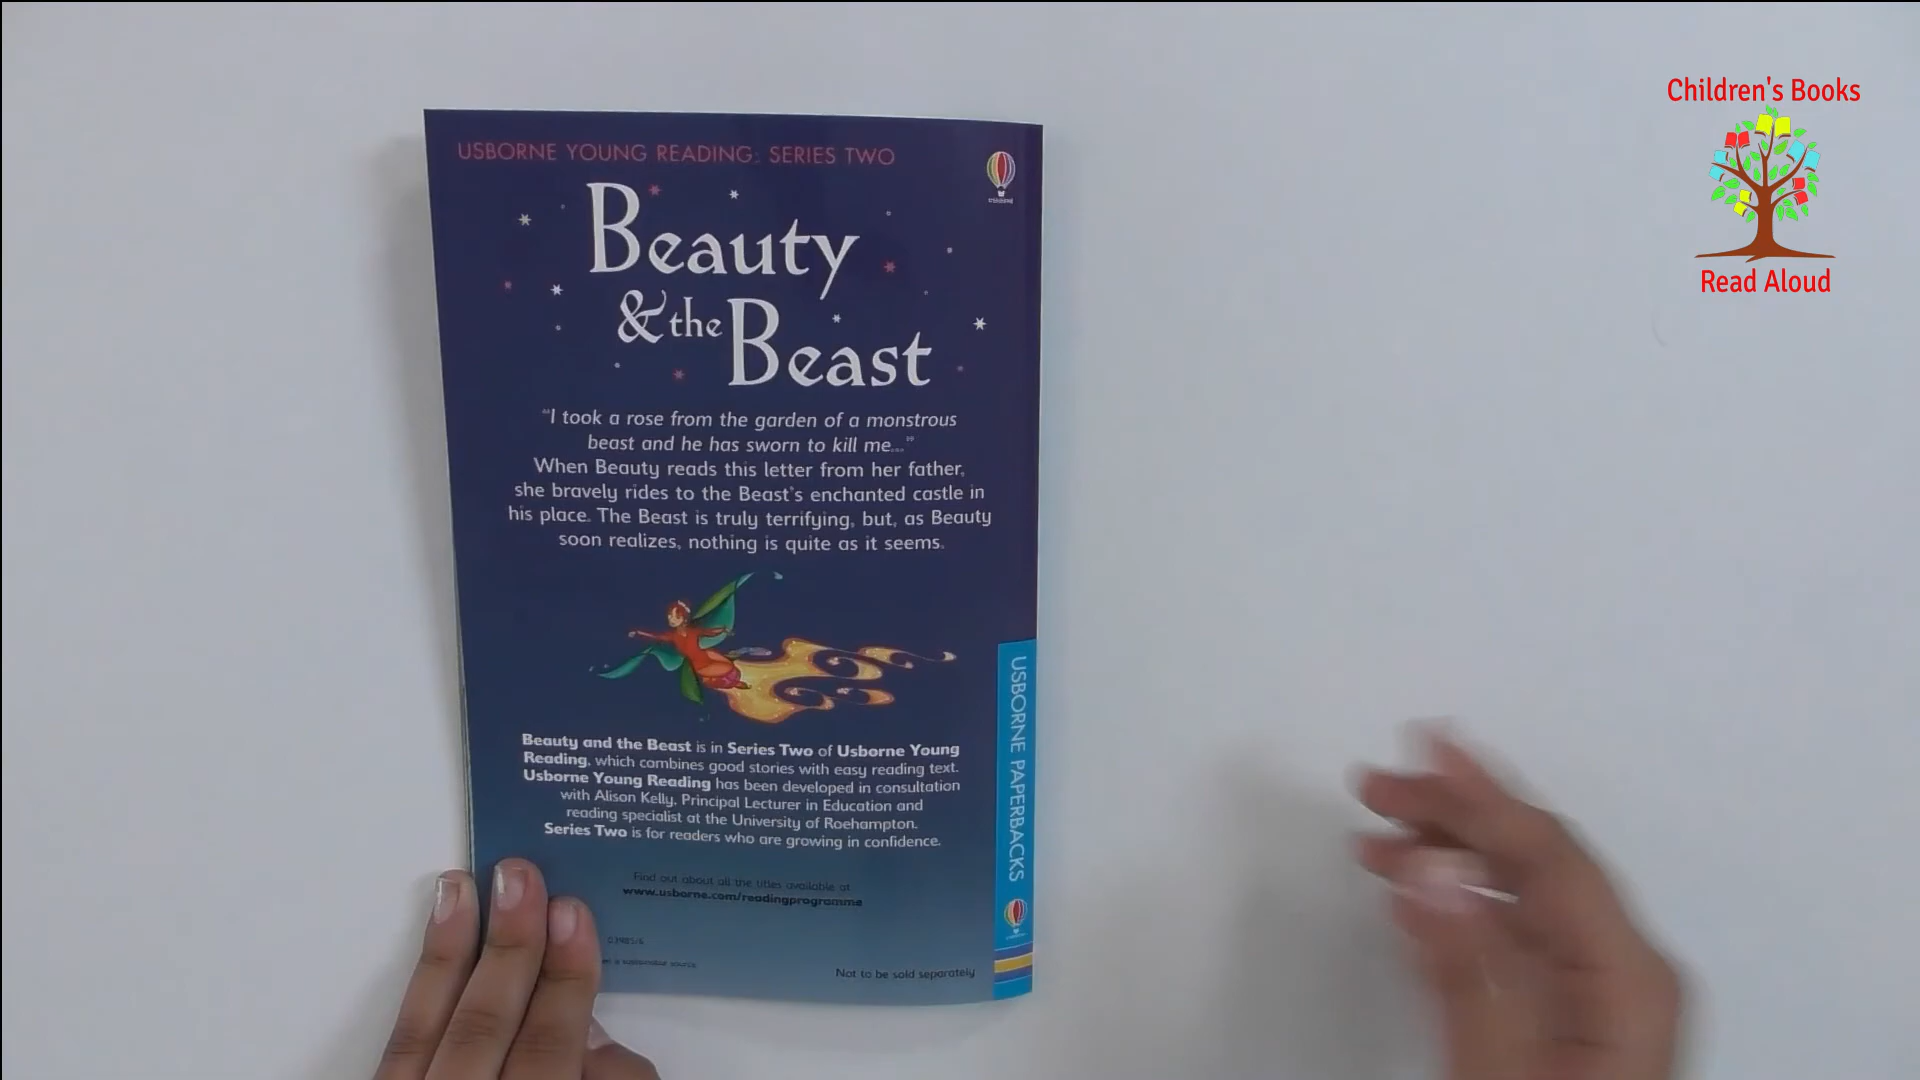 Children's Books
Read Aloud
USBORNE YOUNG READING: SERIES TWO
USBORNE
Beauty
& the Beast
"I took a rose from the garden of a monstrous
beast and he has sworn to kill me..."
When Beauty reads this letter from her father,
she bravely rides to the Beast's enchanted castle in
his place. The Beast is truly terrifying, but, as Beauty
soon realizes, nothing is quite as it seems.
Beauty and the Beast is in Series Two of Usborne Young
Reading, which combines good stories with easy reading text.
Usborne Young Reading has been developed in consultation
with Alison Kelly, Principal Lecturer in Education and
reading specialist at the University of Roehampton.
Series Two is for readers who are growing in confidence.
Find out about all the titles available at
www.usborne.com/readingprogramme
a sustainable source
Not to be sold separately
USBORNE PAPERBACKS